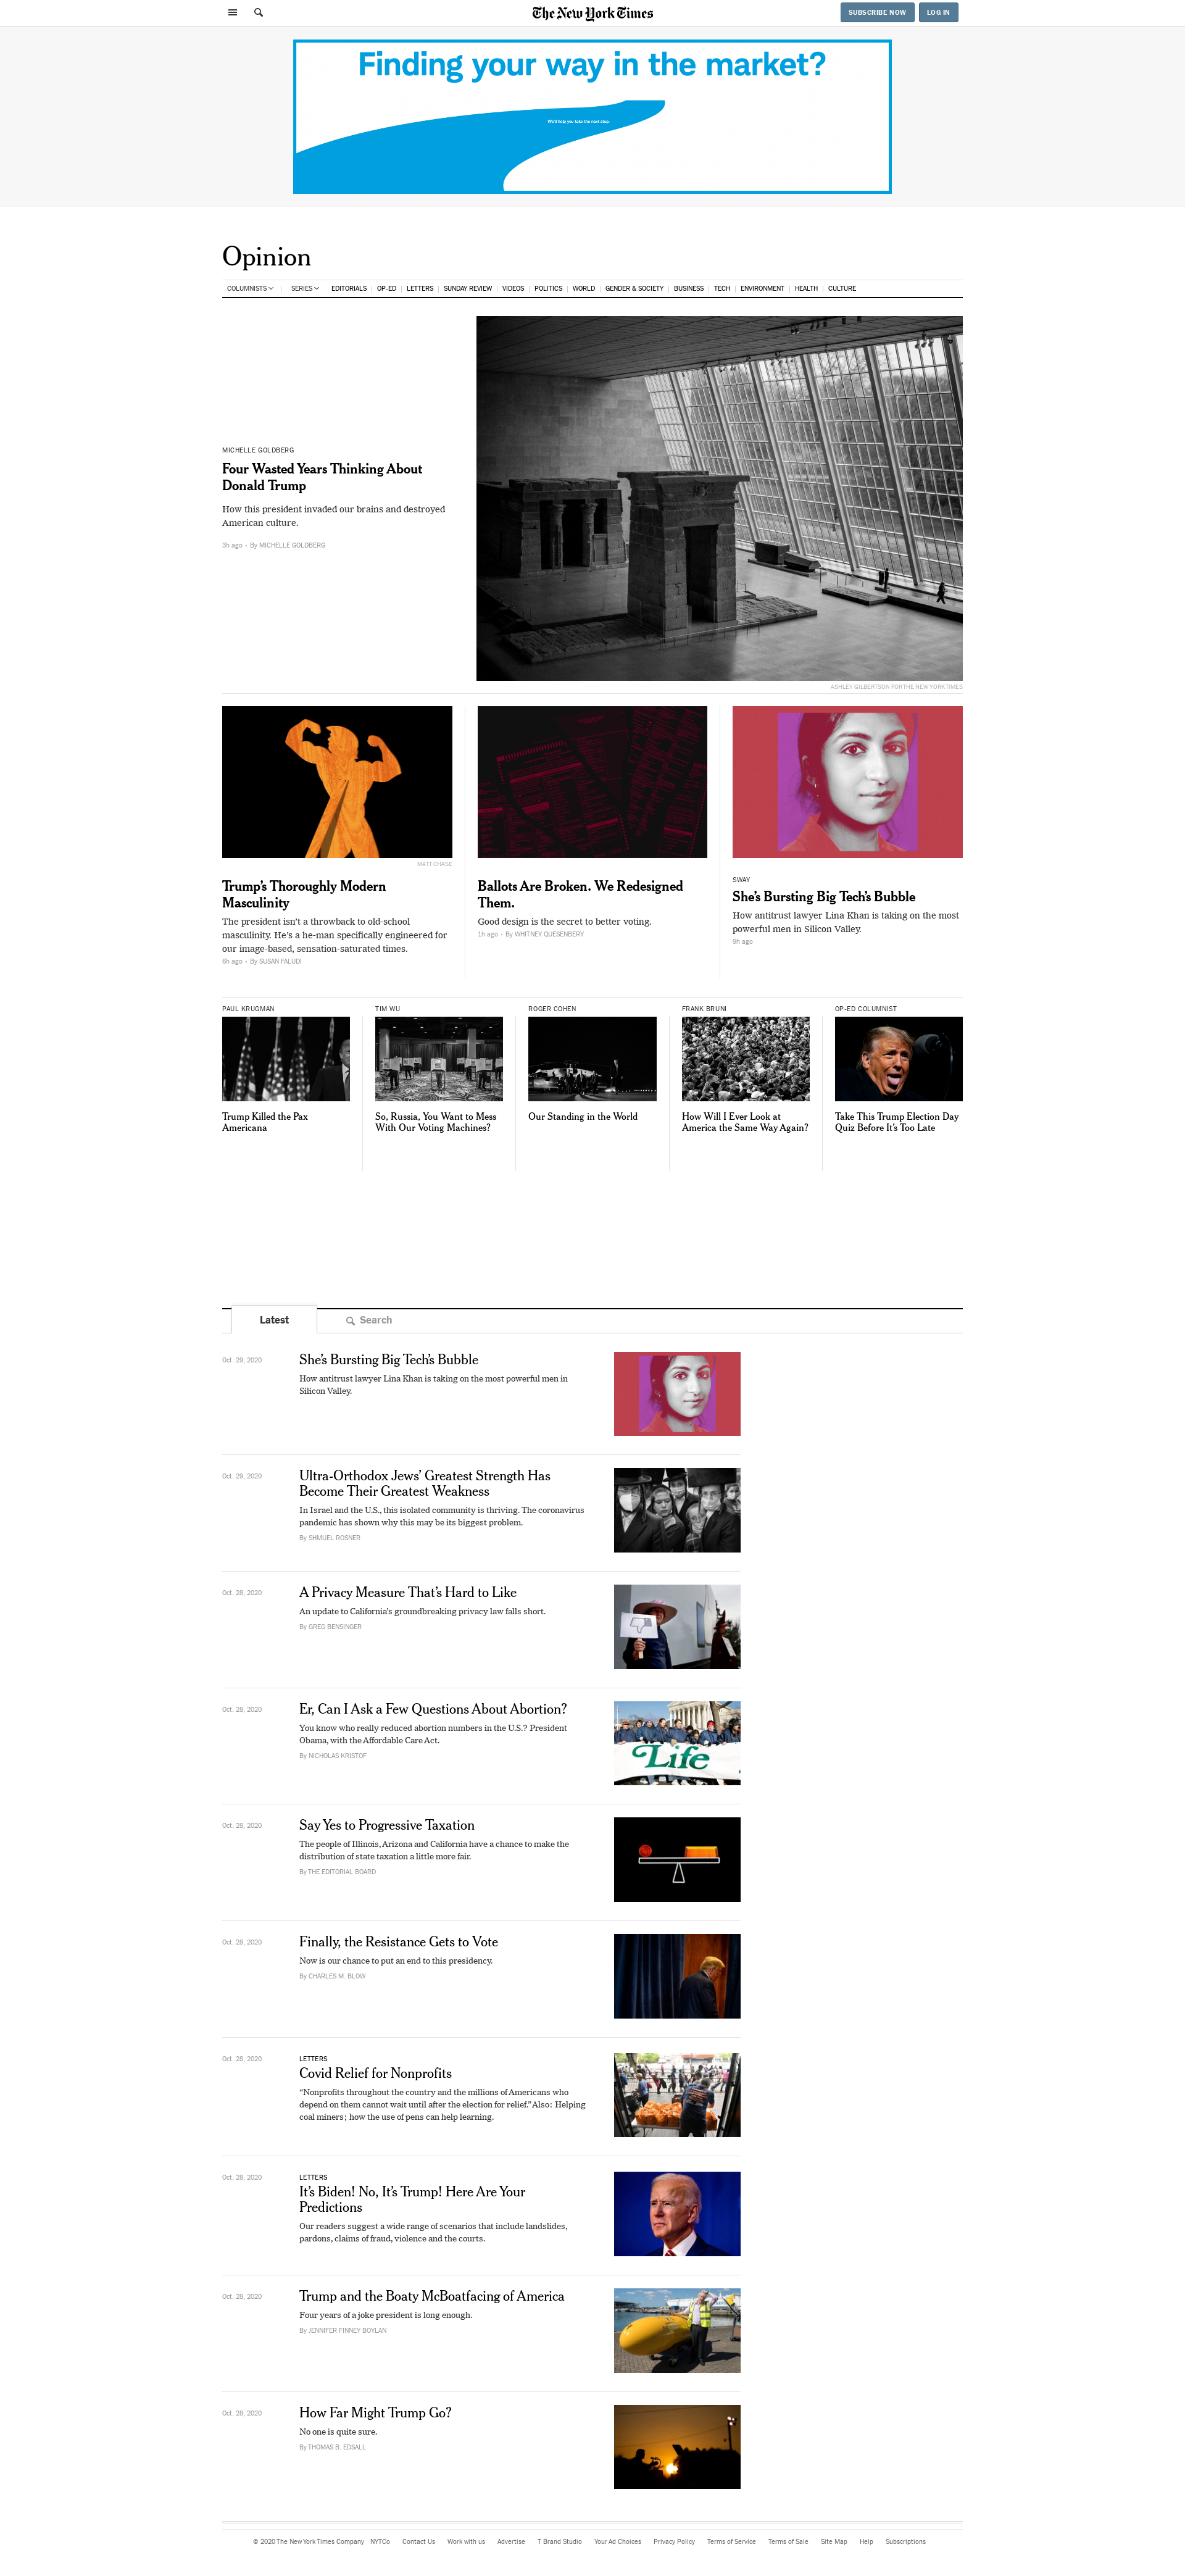 The New York Times
SUBSCRIBE NOW
LOG IN
Finding your way in the market?
We'll help you take the next step.
Opinion
COLUMNISTS
SERIES
EDITORIALS
OP-ED
LETTERS
SUNDAY REVIEW
VIDEOS
POLITICS
WORLD
GENDER & SOCIETY
BUSINESS
TECH
ENVIRONMENT
HEALTH
CULTURE
MICHELLE GOLDBERG
Four Wasted Years Thinking About
Donald Trump
How this president invaded our brains and destroyed
American culture.
3h ago • By MICHELLE GOLDBERG
ASHLEY GILBERTSON FOR THE NEW YORK TIMES
MATT CHASE
Trump’s Thoroughly Modern
Masculinity
The president isn’t a throwback to old-school
masculinity. He’s a he-man specifically engineered for
our image-based, sensation-saturated times.
6h ago • By SUSAN FALUDI
Ballots Are Broken. We Redesigned
Them.
Good design is the secret to better voting.
1h ago • By WHITNEY QUESENBERY
SWAY
She’s Bursting Big Tech’s Bubble
How antitrust lawyer Lina Khan is taking on the most
powerful men in Silicon Valley.
9h ago
PAUL KRUGMAN
Trump Killed the Pax
Americana
TIM WU
So, Russia, You Want to Mess
With Our Voting Machines?
ROGER COHEN
Our Standing in the World
FRANK BRUNI
How Will I Ever Look at
America the Same Way Again?
OP-ED COLUMNIST
Take This Trump Election Day
Quiz Before It’s Too Late
Latest
Search
Oct. 29, 2020
She’s Bursting Big Tech’s Bubble
How antitrust lawyer Lina Khan is taking on the most powerful men in
Silicon Valley.
Oct. 29, 2020
Ultra-Orthodox Jews’ Greatest Strength Has
Become Their Greatest Weakness
In Israel and the U.S., this isolated community is thriving. The coronavirus
pandemic has shown why this may be its biggest problem.
By SHMUEL ROSNER
Oct. 28, 2020
A Privacy Measure That’s Hard to Like
An update to California’s groundbreaking privacy law falls short.
By GREG BENSINGER
Oct. 28, 2020
Er, Can I Ask a Few Questions About Abortion?
You know who really reduced abortion numbers in the U.S.? President
Obama, with the Affordable Care Act.
By NICHOLAS KRISTOF
Life
Oct. 28, 2020
Say Yes to Progressive Taxation
The people of Illinois, Arizona and California have a chance to make the
distribution of state taxation a little more fair.
By THE EDITORIAL BOARD
Oct. 28, 2020
Finally, the Resistance Gets to Vote
Now is our chance to put an end to this presidency.
By CHARLES M. BLOW
Oct. 28, 2020
LETTERS
Covid Relief for Nonprofits
“Nonprofits throughout the country and the millions of Americans who
depend on them cannot wait until after the election for relief.” Also: Helping
coal miners; how the use of pens can help learning.
Oct. 28, 2020
LETTERS
It’s Biden! No, It’s Trump! Here Are Your
Predictions
Our readers suggest a wide range of scenarios that include landslides,
pardons, claims of fraud, violence and the courts.
Oct. 28, 2020
Trump and the Boaty McBoatfacing of America
Four years of a joke president is long enough.
By JENNIFER FINNEY BOYLAN
Oct. 28, 2020
How Far Might Trump Go?
No one is quite sure.
By THOMAS B. EDSALL
© 2020 The New York Times Company
NYTCo
Contact Us
Work with us
Advertise
T Brand Studio
Your Ad Choices
Privacy Policy
Terms of Service
Terms of Sale
Site Map
Help
Subscriptions